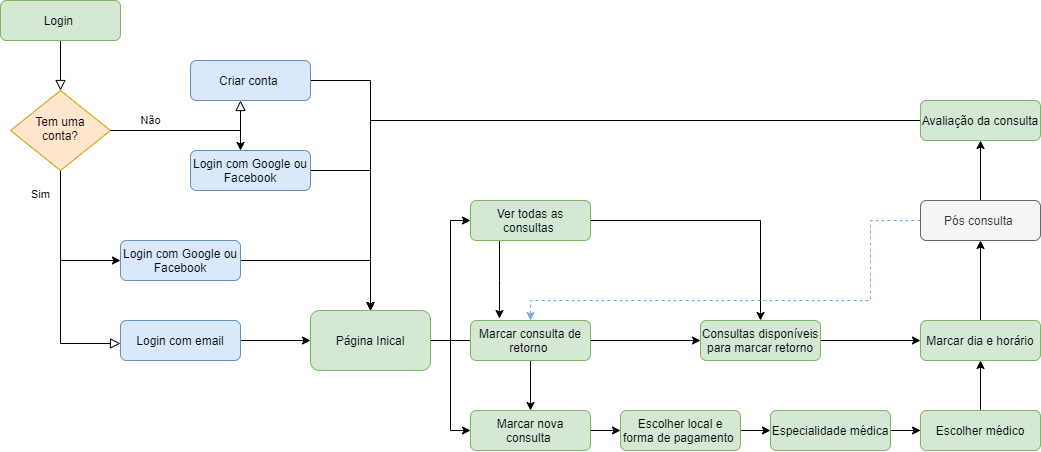 Login
Tem uma
conta?
Não
Sim
Criar conta
Login com Google ou
Facebook
Login com Google ou
Facebook
Login com email
Página Inical
Ver todas as
consultas
Marcar consulta de
retorno
Marcar nova
consulta
Consultas disponíveis
para marcar retorno
Escolher local e
forma de pagamento
Especialidade médica
Escolher médico
Marcar dia e horário
Pós consulta
Avaliação da consulta